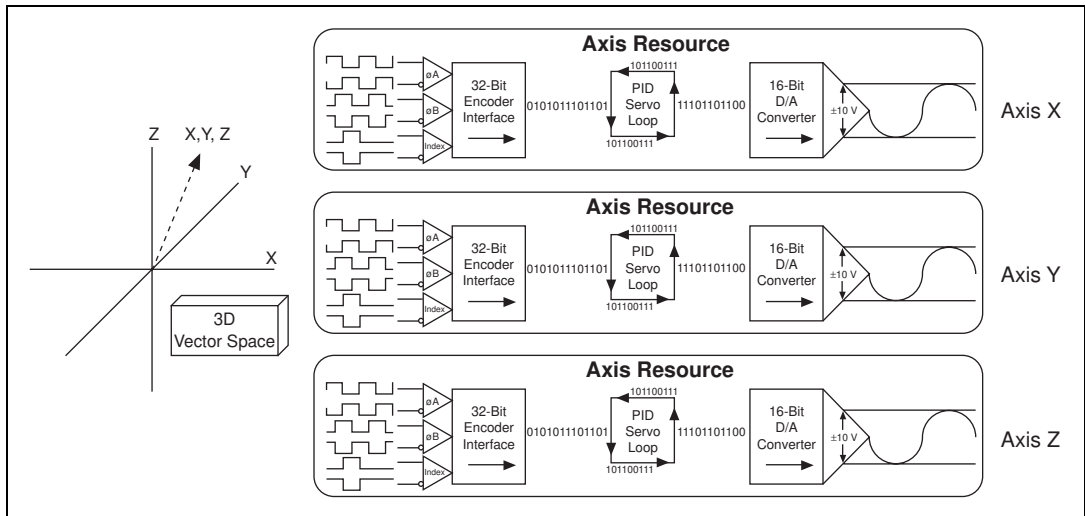 Z
X,Y, Z
Y
X
3D
Vector Space
Axis Resource
øA
øB
Index
32-Bit
Encoder
Interface
0101011101101
101100111
PID
Servo
Loop
101100111
11101101100
16-Bit
D/A
Converter
±10 V
Axis X
Axis Resource
øA
øB
Index
32-Bit
Encoder
Interface
0101011101101
101100111
PID
Servo
Loop
101100111
11101101100
16-Bit
D/A
Converter
±10 V
Axis Y
Axis Resource
øA
øB
Index
32-Bit
Encoder
Interface
0101011101101
101100111
PID
Servo
Loop
101100111
11101101100
16-Bit
D/A
Converter
±10 V
Axis Z